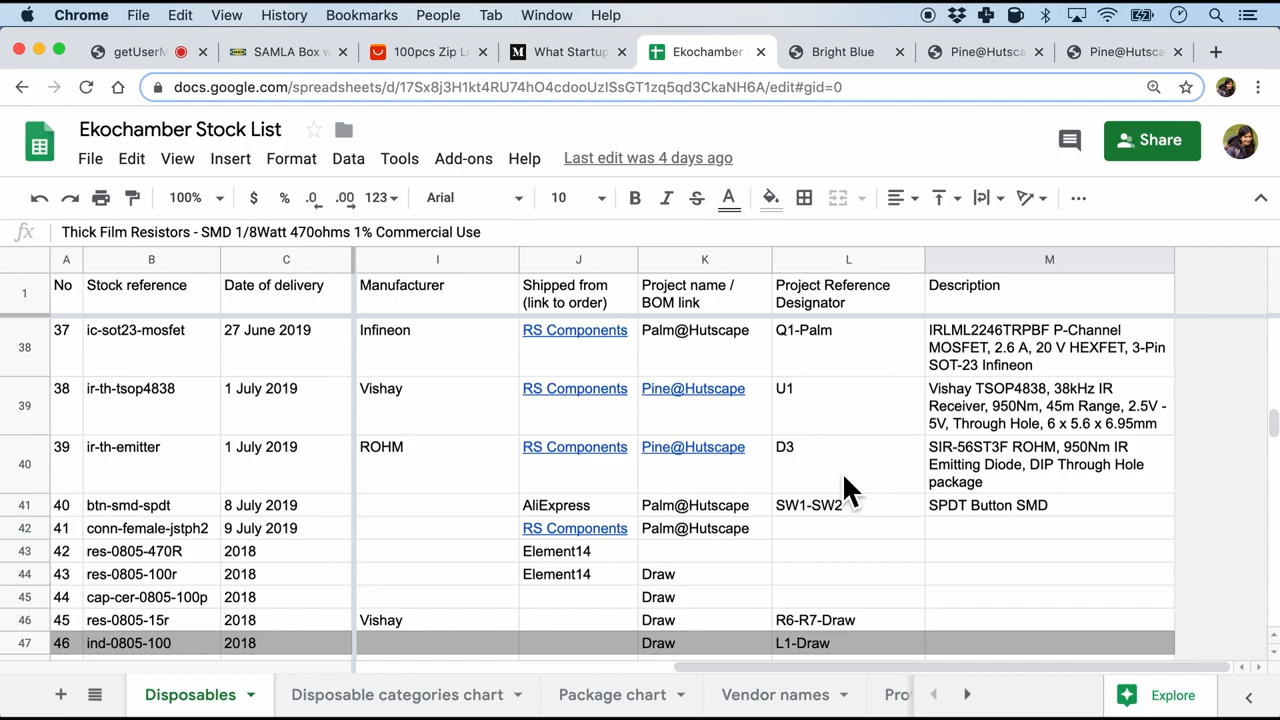 Chrome File Edit View History Bookmarks People Tab Window Help
getUserM SAMLA Box w 100pcs Zip L What Startup Ekochamber Bright Blue Pine@Hutsca Pine@Hutsca
docs.google.com/spreadsheets/d/17Sx8j3H1kt4RU74hO4cdooUzISsGT1zq5qd3CkaNH6A/edit#gid=0
Ekochamber Stock List
Share
File Edit View Insert Format Data Tools Add-ons Help Last edit was 4 days ago
100% $ % .0 .00 123 Arial 10 B I S A
fx Thick Film Resistors - SMD 1/8Watt 470ohms 1% Commercial Use
A B C I J K L M
1 No Stock reference Date of delivery Manufacturer Shipped from (link to order) Project name / BOM link Project Reference Designator Description
38 37 ic-sot23-mosfet 27 June 2019 Infineon RS Components Palm@Hutscape Q1-Palm IRLML2246TRPBF P-Channel
MOSFET, 2.6 A, 20 V HEXFET, 3-Pin
SOT-23 Infineon
39 38 ir-th-tsop4838 1 July 2019 Vishay RS Components Pine@Hutscape U1 Vishay TSOP4838, 38kHz IR
Receiver, 950Nm, 45m Range, 2.5V -
5V, Through Hole, 6 x 5.6 x 6.95mm
40 39 ir-th-emitter 1 July 2019 ROHM RS Components Pine@Hutscape D3 SIR-56ST3F ROHM, 950Nm IR
Emitting Diode, DIP Through Hole
package
41 40 btn-smd-spdt 8 July 2019 AliExpress Palm@Hutscape SW1-SW2 SPDT Button SMD
42 41 conn-female-jstph2 9 July 2019 RS Components Palm@Hutscape
43 42 res-0805-470R 2018 Element14
44 43 res-0805-100r 2018 Element14 Draw
45 44 cap-cer-0805-100p 2018 Draw
46 45 res-0805-15r 2018 Vishay Draw R6-R7-Draw
47 46 ind-0805-100 2018 Draw L1-Draw
Disposables Disposable categories chart Package chart Vendor names Pro Explore